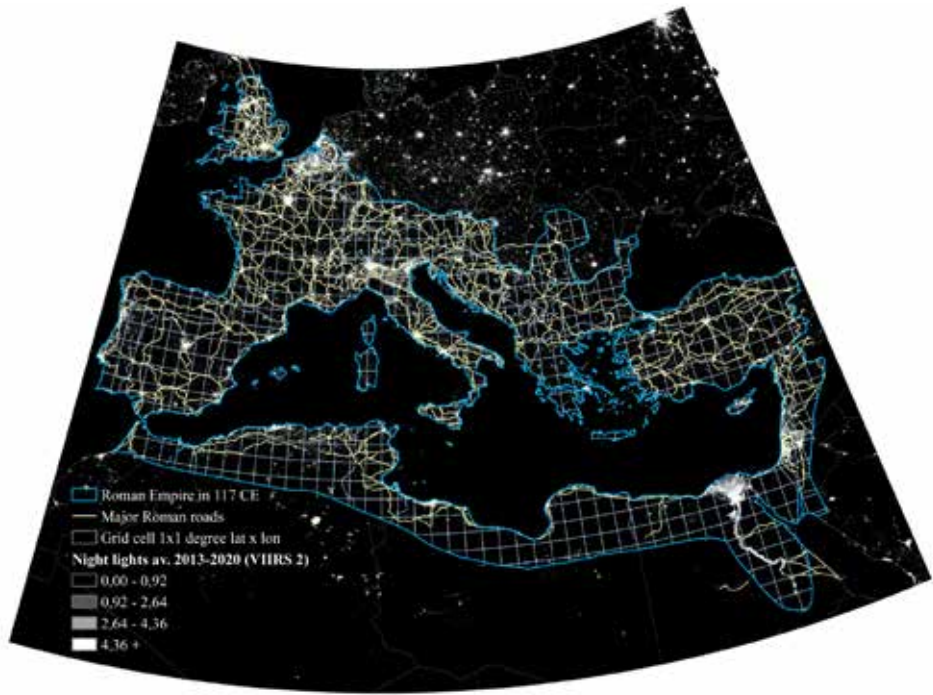 Roman Empire in 117 CE
Major Roman roads
Grid cell 1x1 degree lat x lon
Night lights av. 2013-2020 (VIIRS 2)
0,00 - 0,92
0,92 - 2,64
2,64 - 4,36
4,36 +